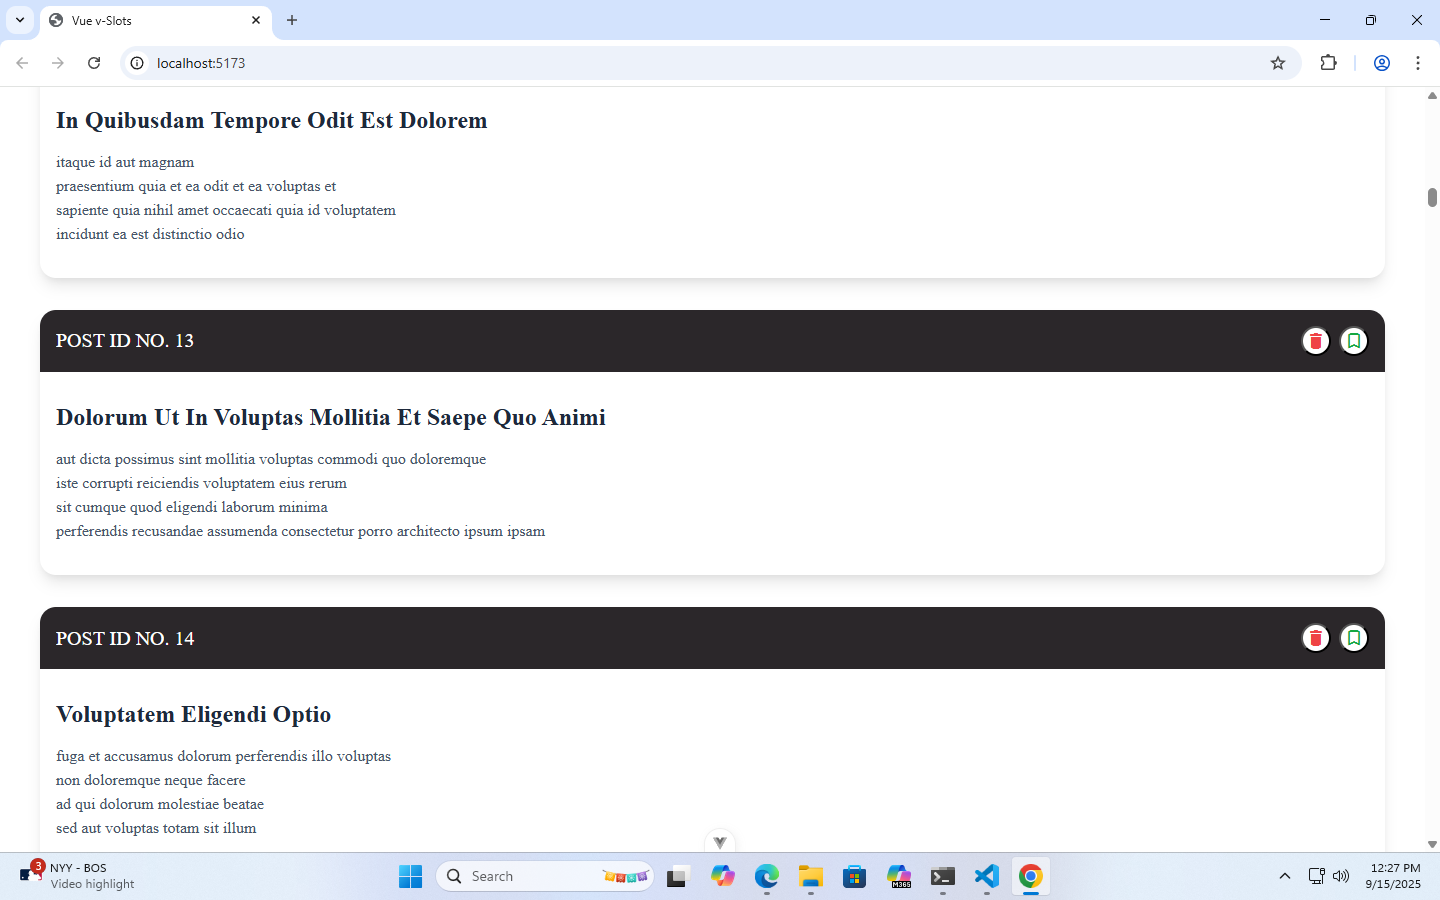 Vue v-Slots
localhost:5173
In Quibusdam Tempore Odit Est Dolorem
itaque id aut magnam
praesentium quia et ea odit et ea voluptas et
sapiente quia nihil amet occaecati quia id voluptatem
incidunt ea est distinctio odio
POST ID NO. 13
Dolorum Ut In Voluptas Mollitia Et Saepe Quo Animi
aut dicta possimus sint mollitia voluptas commodi quo doloremque
iste corrupti reiciendis voluptatem eius rerum
sit cumque quod eligendi laborum minima
perferendis recusandae assumenda consectetur porro architecto ipsum ipsam
POST ID NO. 14
Voluptatem Eligendi Optio
fuga et accusamus dolorum perferendis illo voluptas
non doloremque neque facere
ad qui dolorum molestiae beatae
sed aut voluptas totam sit illum
3
NYY - BOS
Video highlight
Search
M365
12:27 PM
9/15/2025